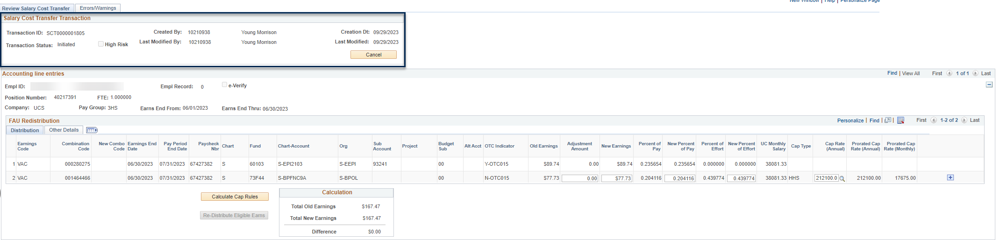 New Window | Help | Personalize Page
Review Salary Cost Transfer Errors/Warnings
Salary Cost Transfer Transaction
Transaction ID: SCT0000001805 Created By: 10210938 Young Morrison Creation Dt: 09/29/2023
Transaction Status: Initiated High Risk Last Modified By: 10210938 Young Morrison Last Modified: 09/29/2023
Cancel
Accounting line entries Find | View All First 1 of 1 Last
Empl ID: Empl Record: 0 e-Verify
Position Number: 40217391 FTE: 1.000000
Company: UCS Pay Group: 3HS Earns End From: 06/01/2023 Earns End Thru: 06/30/2023
FAU Redistribution Personalize | Find | | First 1-2 of 2 Last
Distribution Other Details
Earnings Code Combination Code New Combo Code Earnings End Date Pay Period End Date Paycheck Nbr Chart Fund Chart-Account Org Sub Account Project Budget Sub Alt Acct OTC Indicator Old Earnings Adjustment Amount New Earnings Percent of Pay New Percent of Pay Percent of Effort New Percent of Effort UC Monthly Salary Cap Type Cap Rate (Annual) Prorated Cap Rate (Annual) Prorated Cap Rate (Monthly)
1 VAC 000280275 06/30/2023 07/31/2023 67427382 S 60103 S-EPI2103 S-EEPI 93241 00 Y-OTC015 $89.74 0.00 $89.74 0.235654 0.235654 0.000000 0.000000 38081.33
2 VAC 001464466 06/30/2023 07/31/2023 67427382 S 73F44 S-BPFNC9A S-BPOL 00 N-OTC015 $77.73 0.00 $77.73 0.204116 0.204116 0.439774 0.439774 38081.33 HHS 212100.0 212100.00 17675.00
Calculate Cap Rules
Re-Distribute Eligible Earns
Calculation
Total Old Earnings $167.47
Total New Earnings $167.47
Difference $0.00